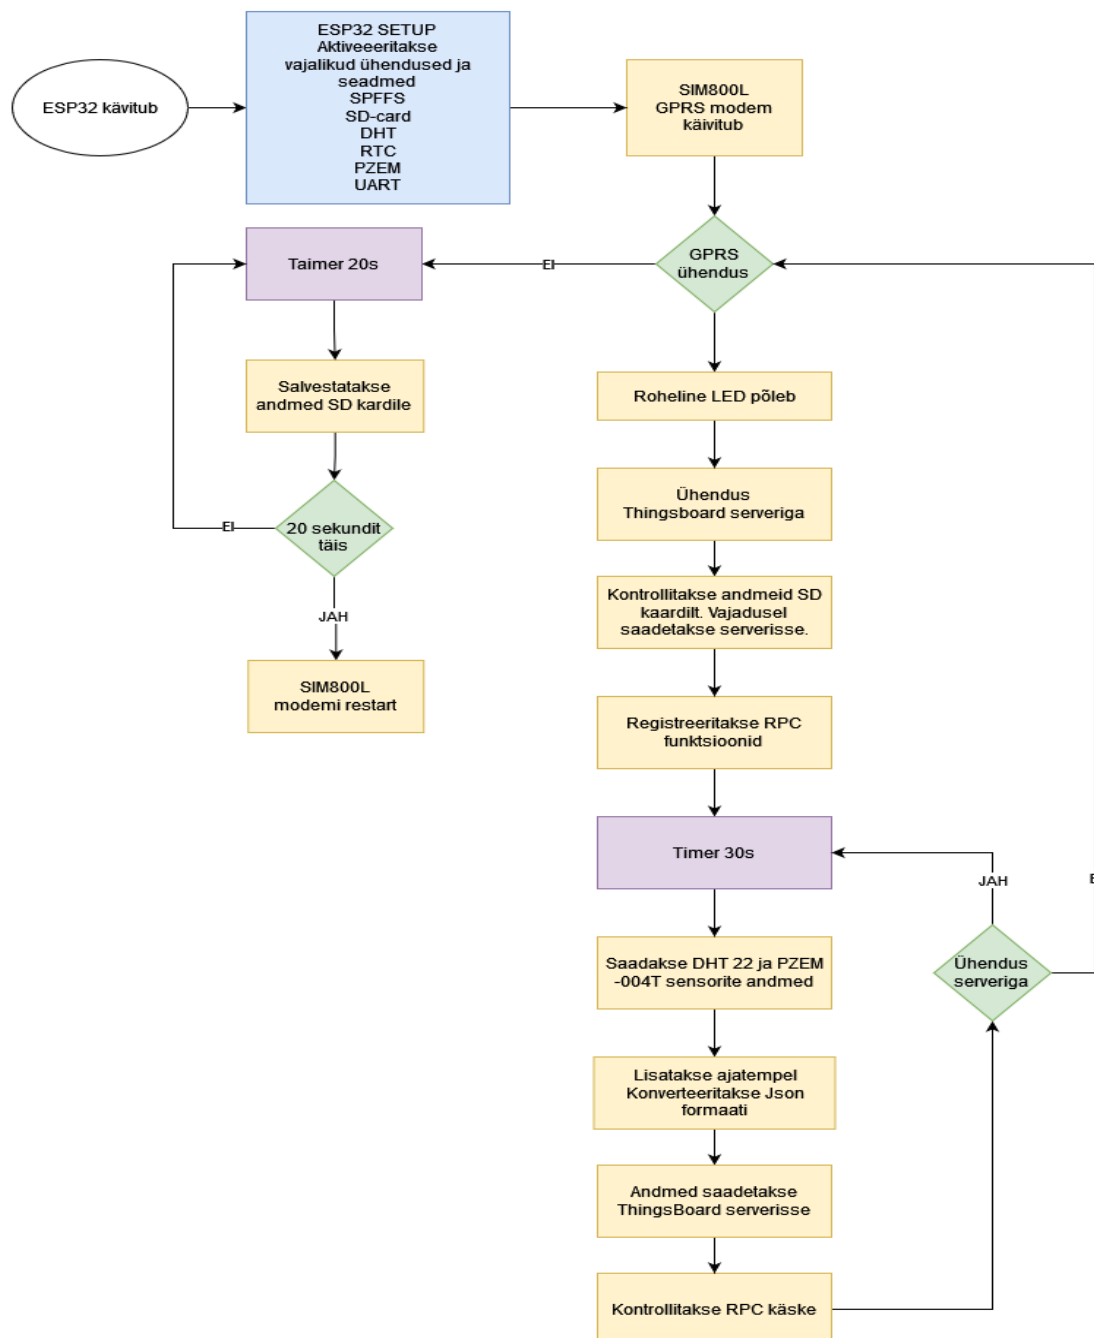 ESP32 kävitub
ESP32 SETUP
Aktiveeeritakse
vajalikud ühendused ja
seadmed
SPFFS
SD-card
DHT
RTC
PZEM
UART
SIM800L
GPRS modem
käivitub
GPRS
ühendus
EI
Taimer 20s
Salvestatakse
andmed SD kardile
20 sekundit
täis
EI
JAH
SIM800L
modemi restart
Roheline LED põleb
Ühendus
Thingsboard serveriga
Kontrollitakse andmeid SD
kaardilt. Vajadusel
saadetakse serverisse.
Registreeritakse RPC
funktsioonid
Timer 30s
Saadakse DHT 22 ja PZEM
-004T sensorite andmed
Lisatakse ajatempel
Konverteeritakse Json
formaati
Andmed saadetakse
ThingsBoard serverisse
Kontrollitakse RPC käske
Ühendus
serveriga
JAH